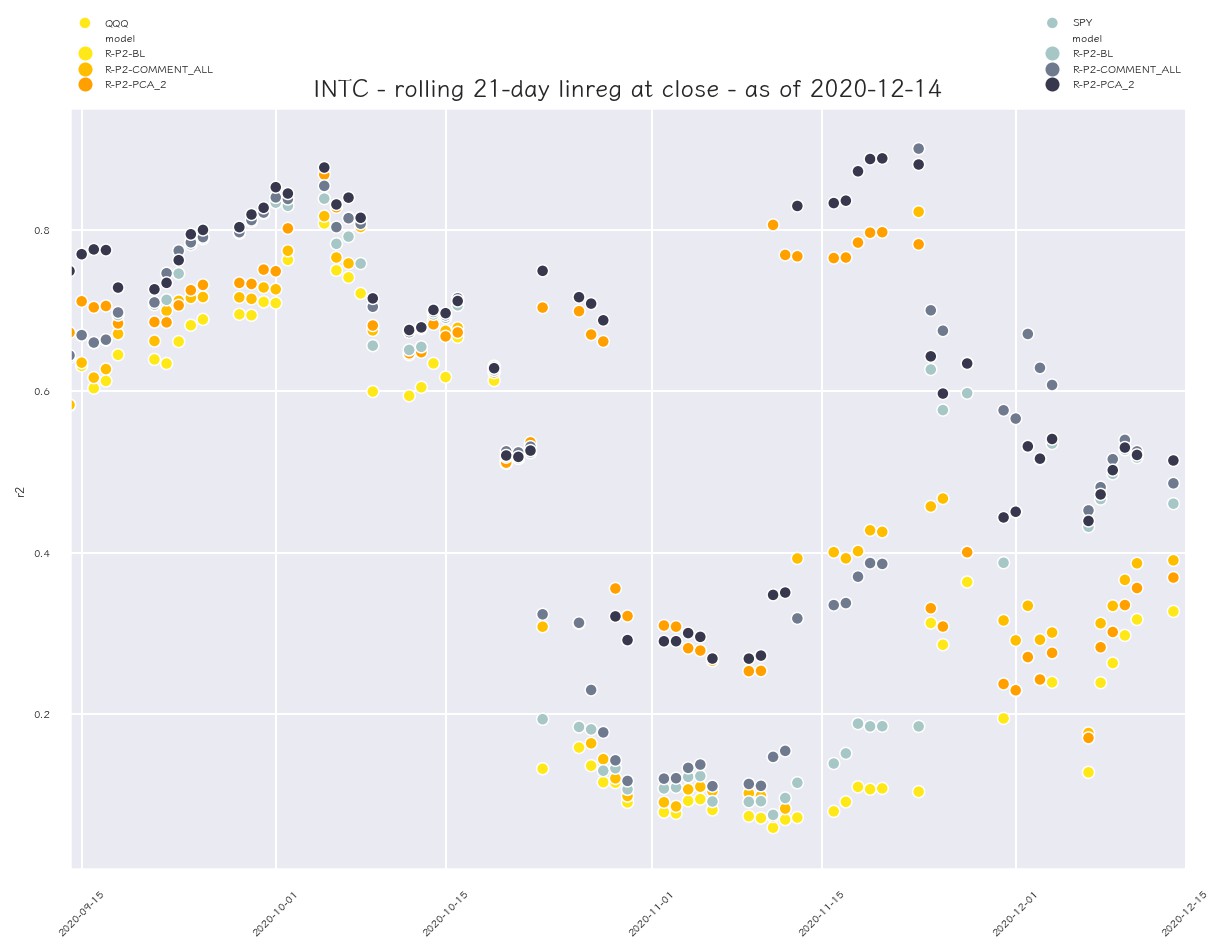 QQQ
model
R-P2-BL
R-P2-COMMENT_ALL
R-P2-PCA_2
SPY
model
R-P2-BL
R-P2-COMMENT_ALL
R-P2-PCA_2
INTC - rolling 21-day linreg at close - as of 2020-12-14
0.8
0.6
0.4
0.2
r2
2020-09-15
2020-10-01
2020-10-15
2020-11-01
2020-11-15
2020-12-01
2020-12-15